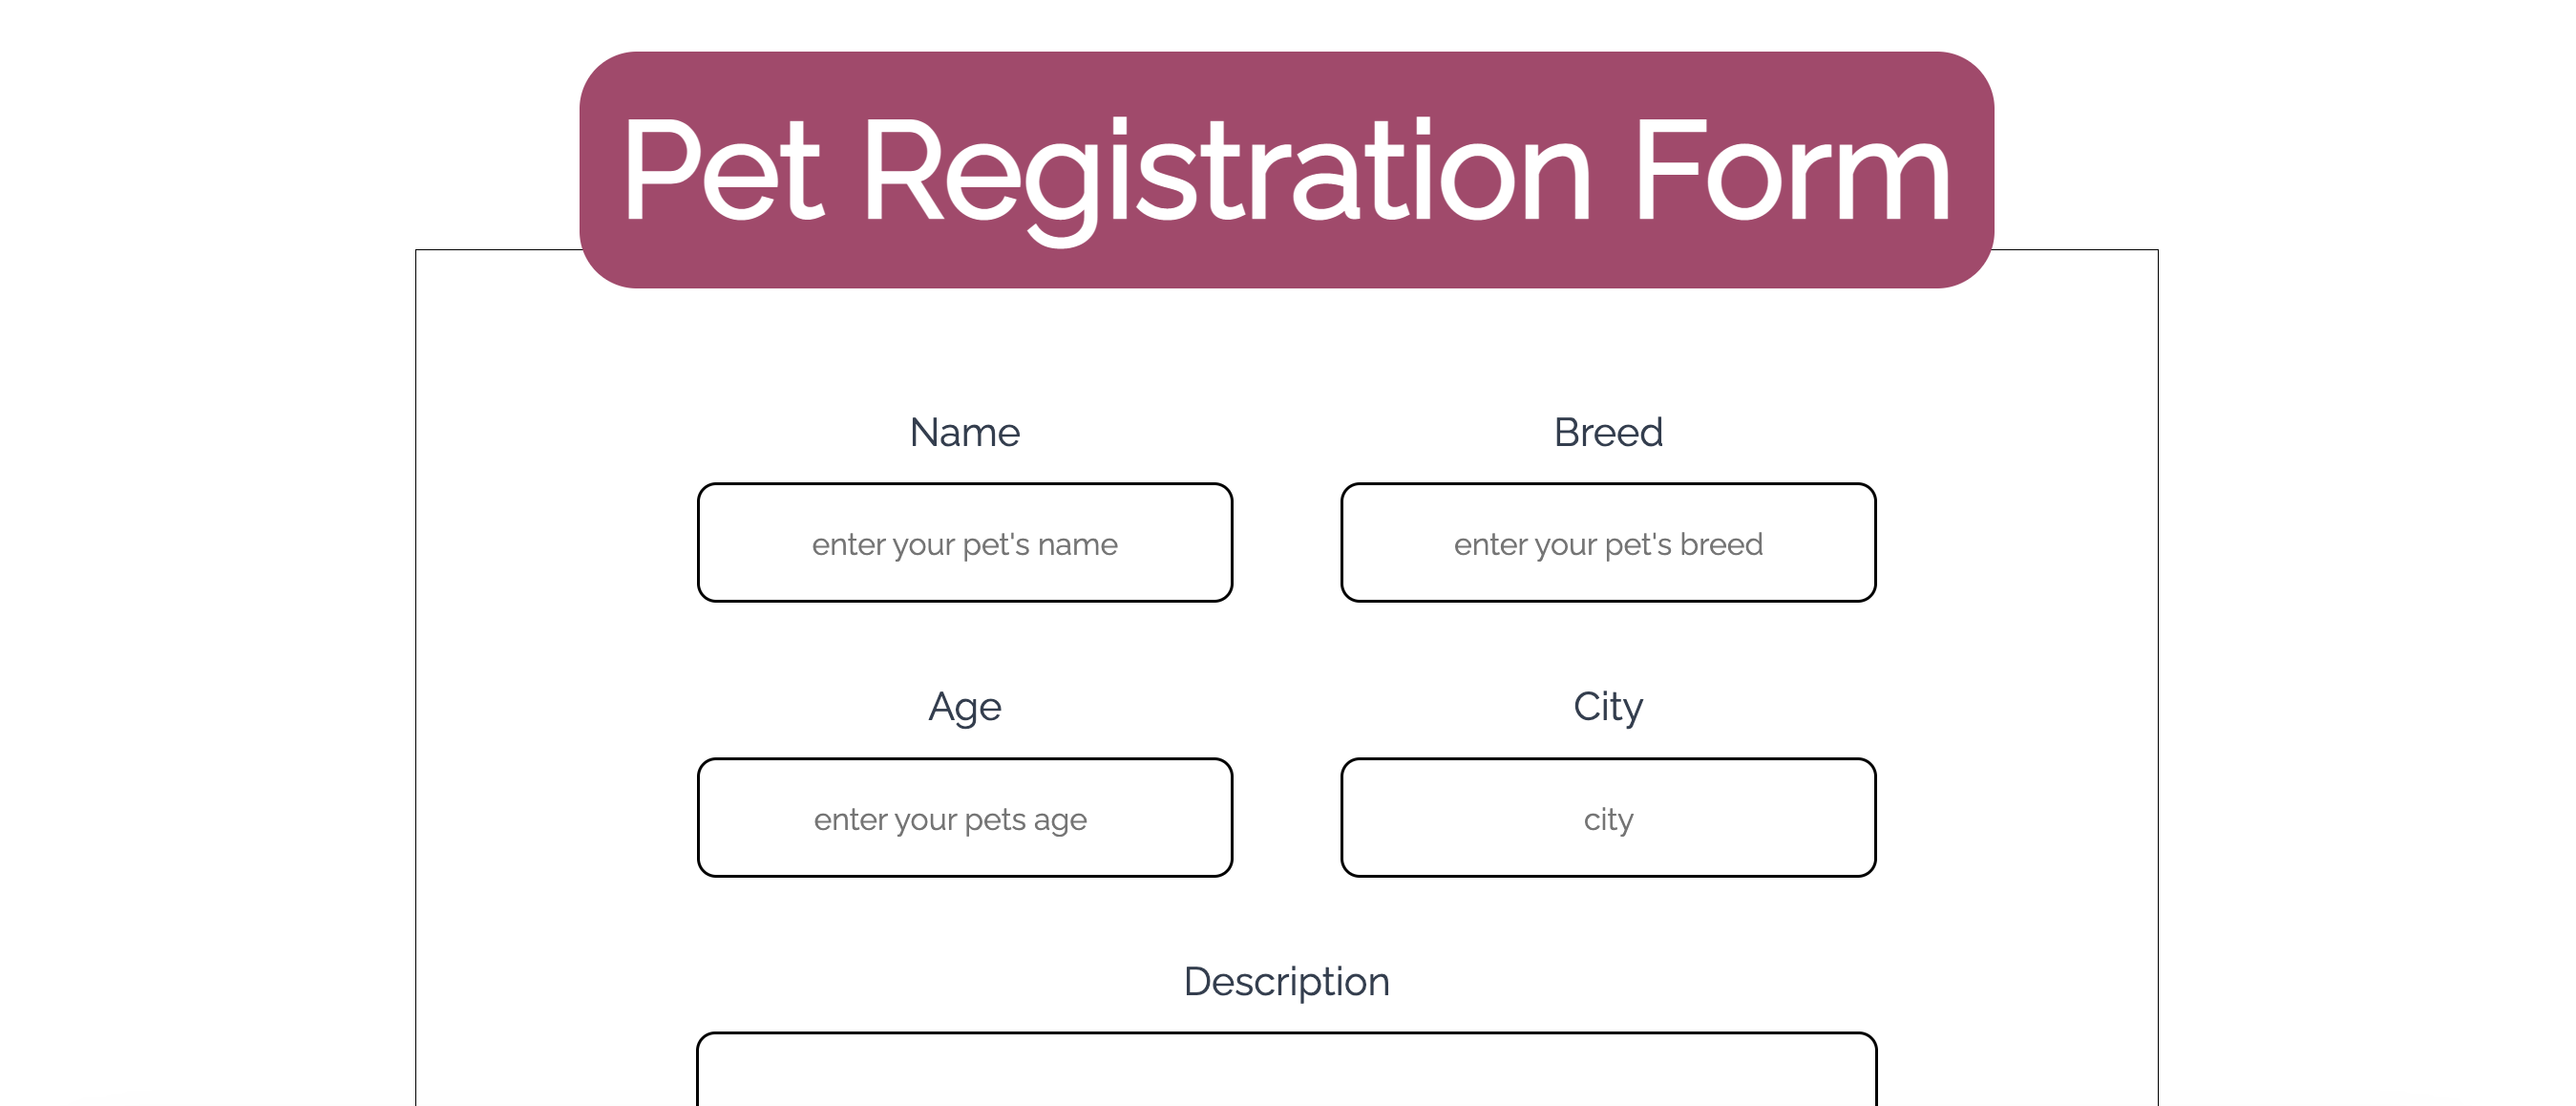 Pet Registration Form
Name
Breed
enter your pet's name
enter your pet's breed
Age
City
enter your pets age
city
Description